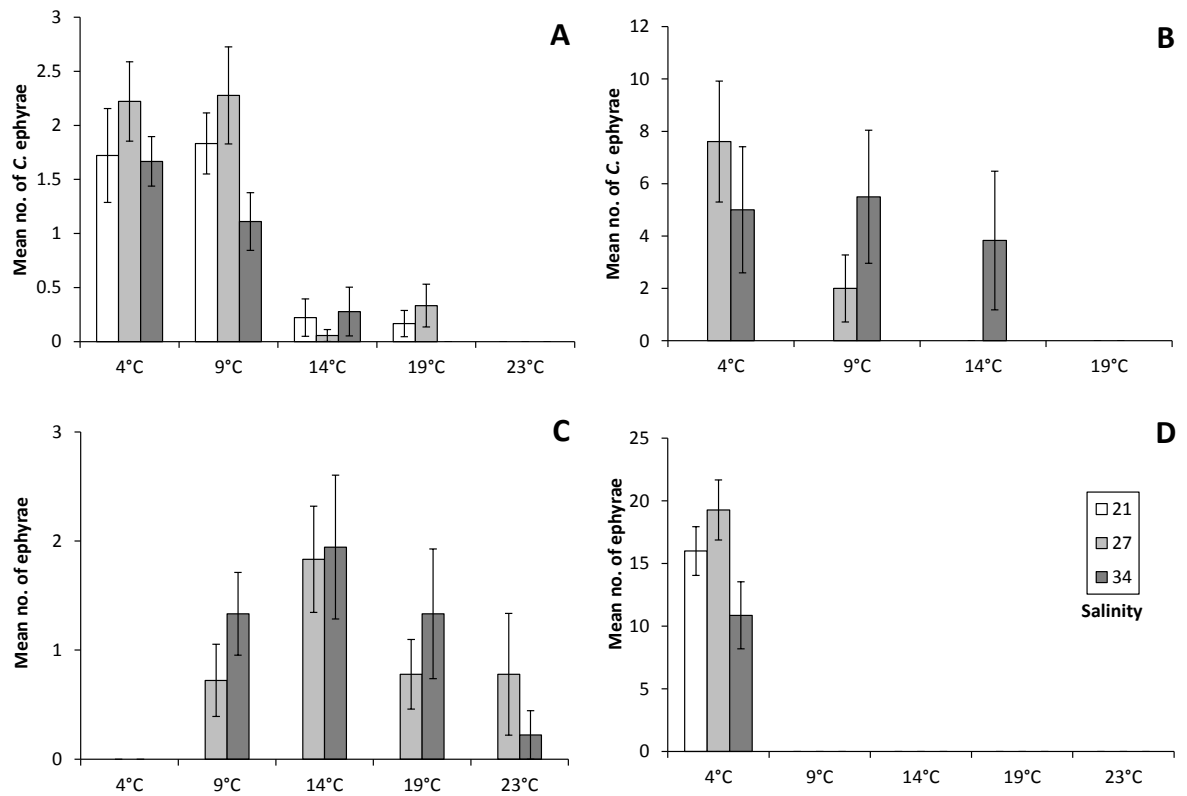 A
Mean no. of C. ephyrae
3
2.5
2
1.5
1
0.5
0
4°C 9°C 14°C 19°C 23°C
B
Mean no. of C. ephyrae
12
10
8
6
4
2
0
4°C 9°C 14°C 19°C
C
Mean no. of ephyrae
3
2
1
0
4°C 9°C 14°C 19°C 23°C
D
Mean no. of ephyrae
25
20
15
10
5
0
4°C 9°C 14°C 19°C 23°C
21
27
34
Salinity